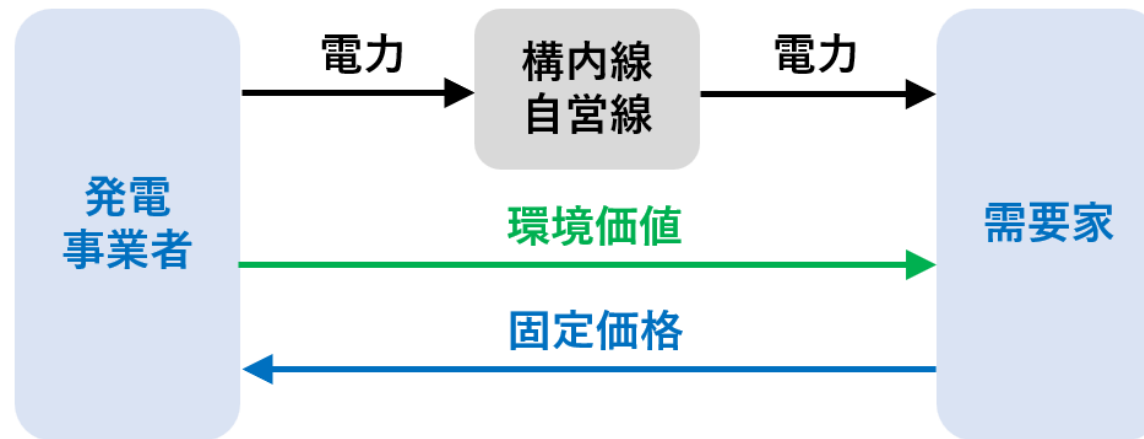 電力
構内線
自営線
電力
発電
事業者
環境価値
需要家
固定価格